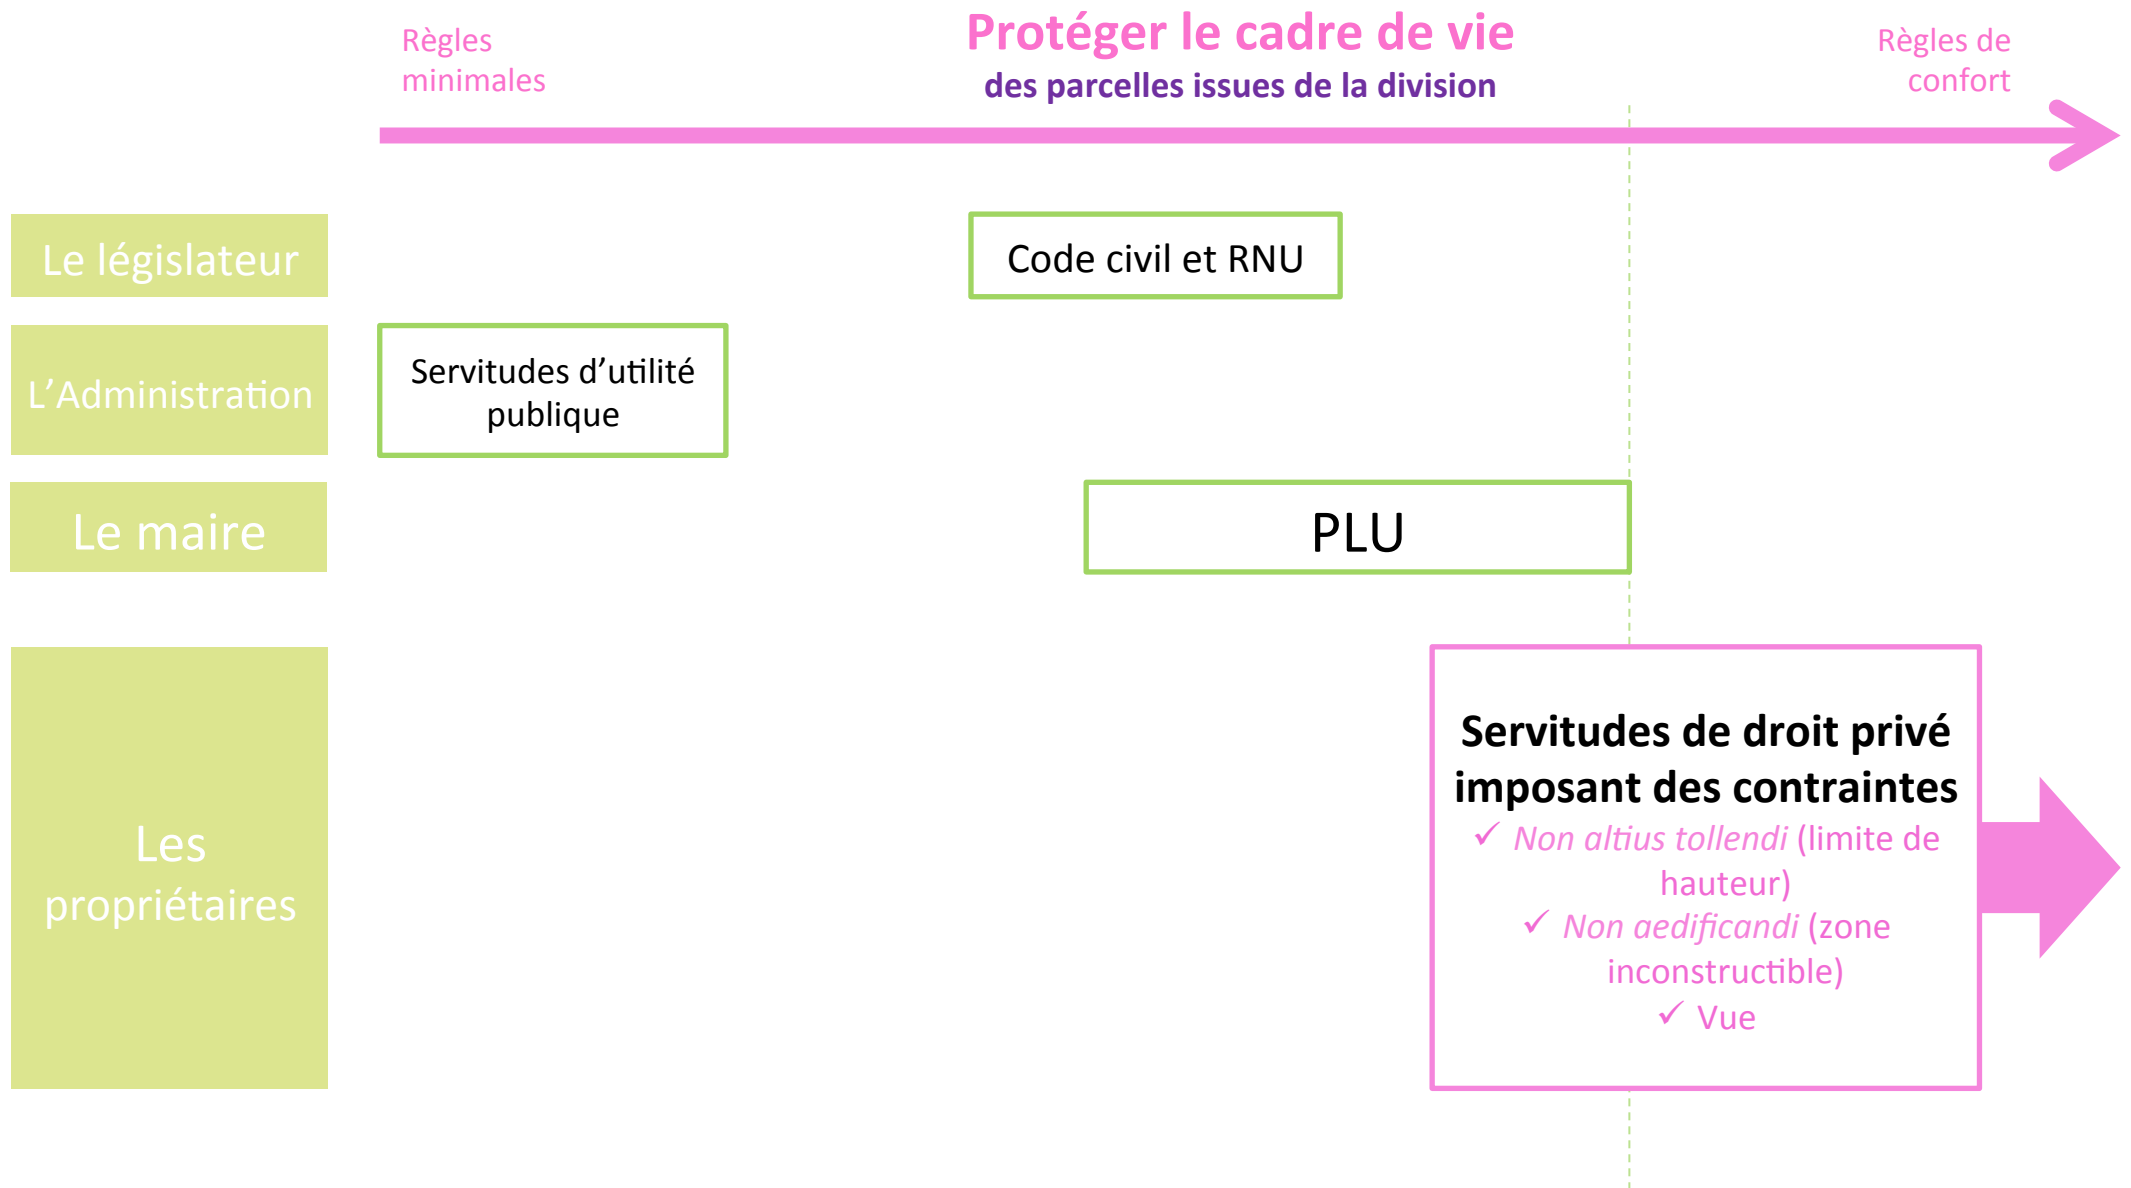 Règles
minimales
Protéger le cadre de vie
des parcelles issues de la division
Règles de
confort
Le législateur
Code civil et RNU
L’Administration
Servitudes d’utilité
publique
Le maire
PLU
Les
propriétaires
Servitudes de droit privé
imposant des contraintes
✓ Non altius tollendi (limite de
hauteur)
✓ Non aedificandi (zone
inconstructible)
✓ Vue